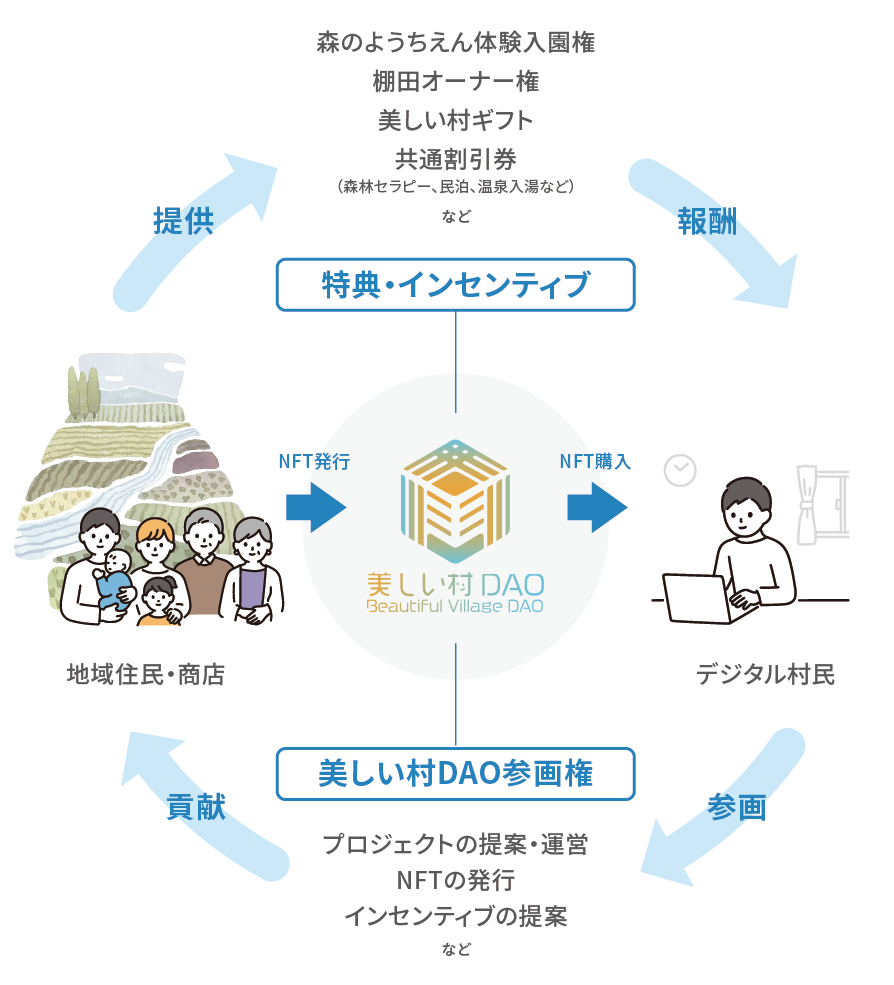 森のようちえん体験入園権
棚田オーナー権
美しい村ギフト
共通割引券
（森林セラピー、民泊、温泉入湯など）
など
提供
報酬
特典・インセンティブ
NFT発行
NFT購入
美しい村 DAO
Beautiful Village DAO
地域住民・商店
デジタル村民
美しい村DAO参画権
貢献
参画
プロジェクトの提案・運営
NFTの発行
インセンティブの提案
など